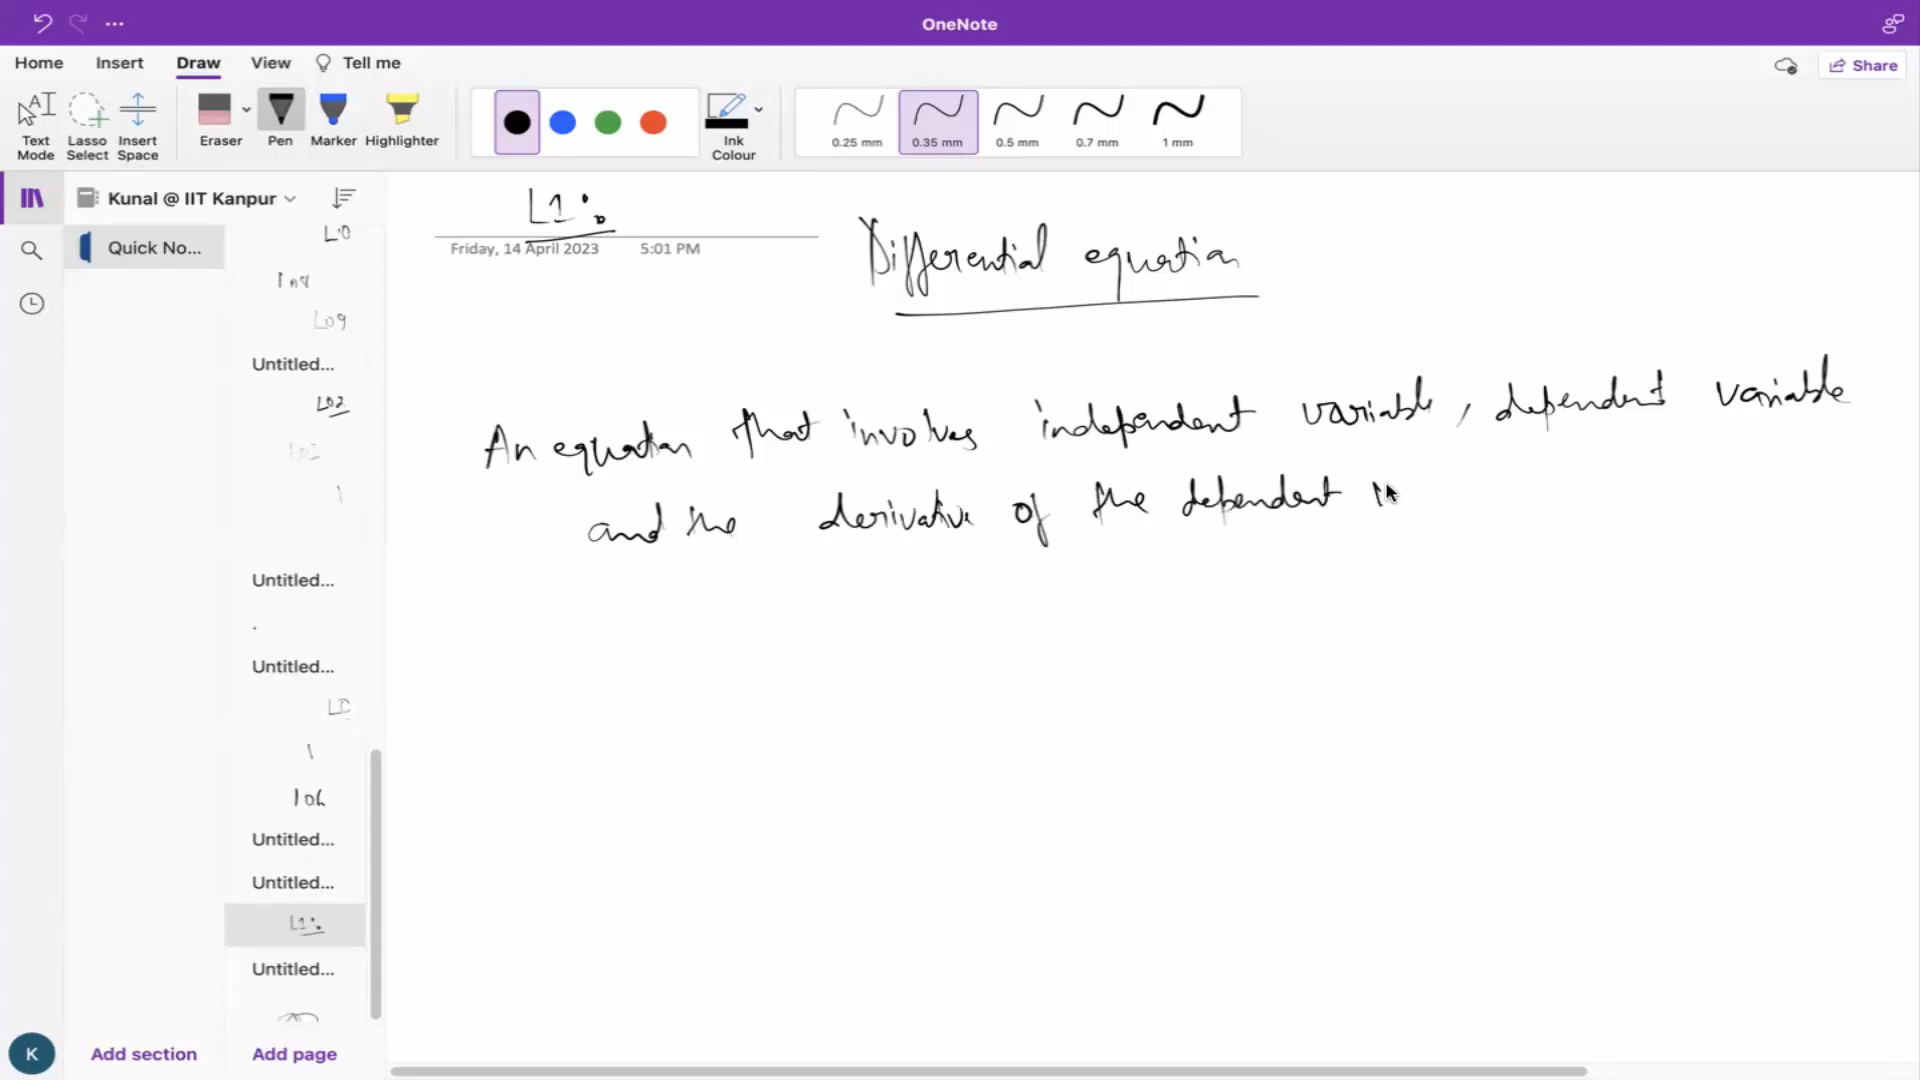 OneNote
Home Insert Draw View Tell me
Share
Text Mode
Lasso Select
Insert Space
Eraser
Pen
Marker
Highlighter
Ink Colour
0.25 mm
0.35 mm
0.5 mm
0.7 mm
1 mm
Kunal @ IIT Kanpur
Quick No...
L09
Untitled...
L02
Untitled...
Untitled...
Untitled...
Untitled...
L1:
Untitled...
K
Add section
Add page
L1:
Friday, 14 April 2023 5:01 PM
Differential equation
An equation that involves independent variable, dependent variable
and the derivative of the dependent